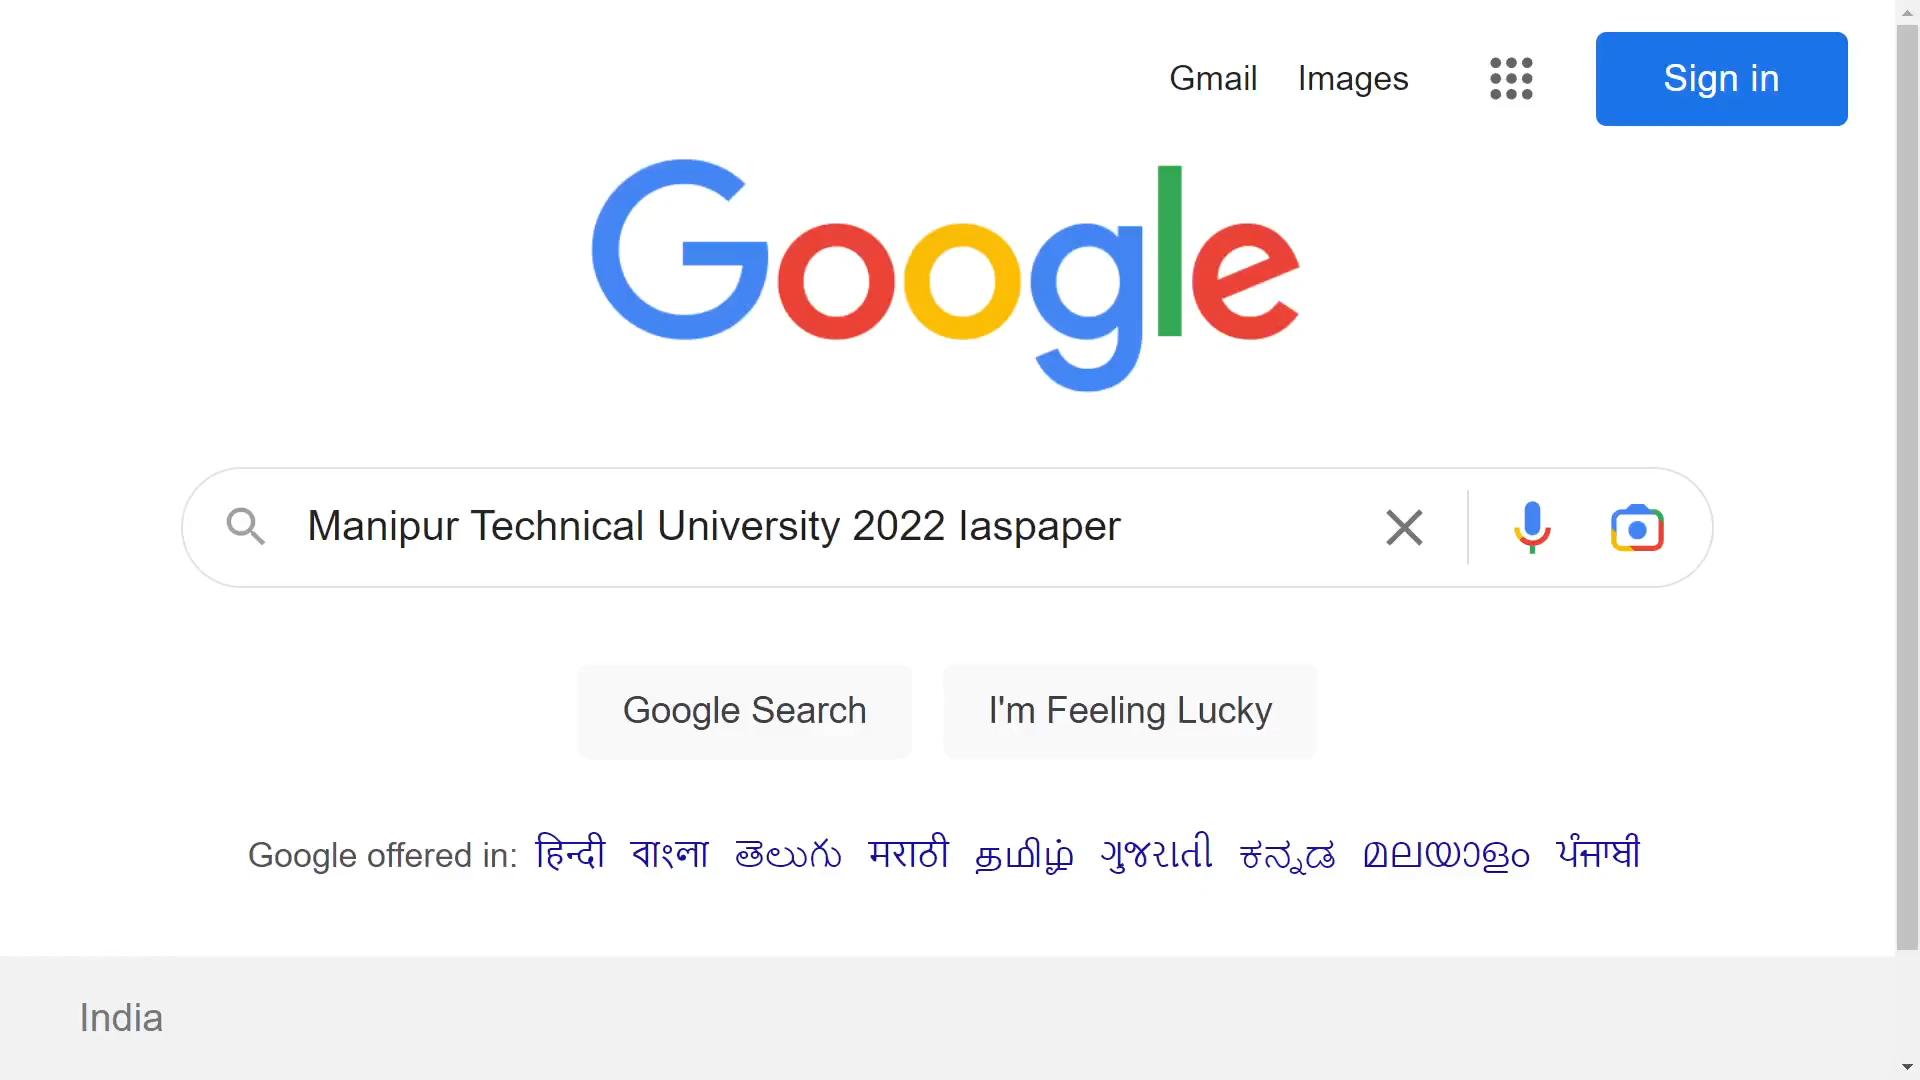 Gmail Images Sign in
Google
Manipur Technical University 2022 Iaspaper
Google Search I'm Feeling Lucky
Google offered in: हिन्दी বাংলা తెలుగు मराठी தமிழ் ગુજરાતી ಕನ್ನಡ മലയാളം ਪੰਜਾਬੀ
India